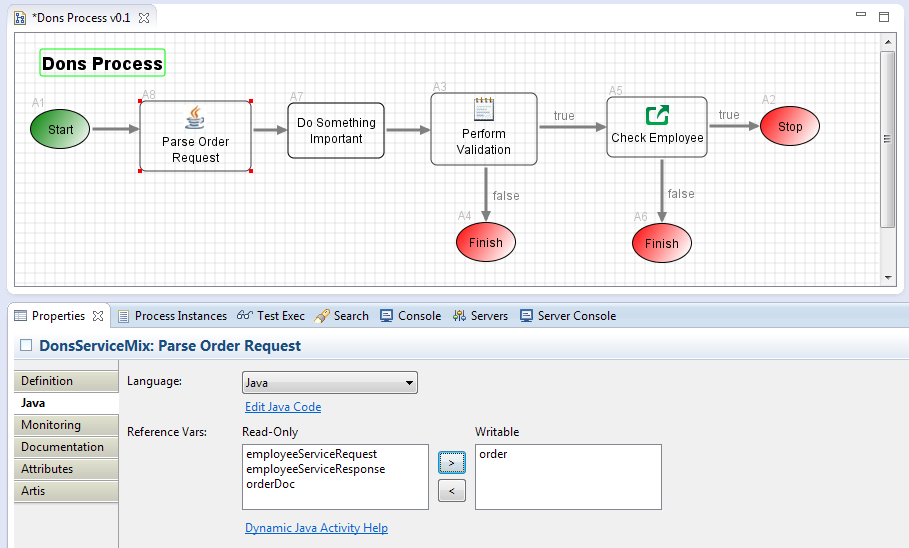 *Dons Process v0.1
Dons Process
A1
Start
A8
Parse Order
Request
A7
Do Something
Important
A3
Perform
Validation
true
A5
Check Employee
true
A2
Stop
false
A4
Finish
false
A6
Finish
Properties Process Instances Test Exec Search Console Servers Server Console
DonsServiceMix: Parse Order Request
Definition
Java
Monitoring
Documentation
Attributes
Artis
Language: Java
Edit Java Code
Reference Vars: Read-Only Writable
employeeServiceRequest
employeeServiceResponse
orderDoc
>
<
order
Dynamic Java Activity Help